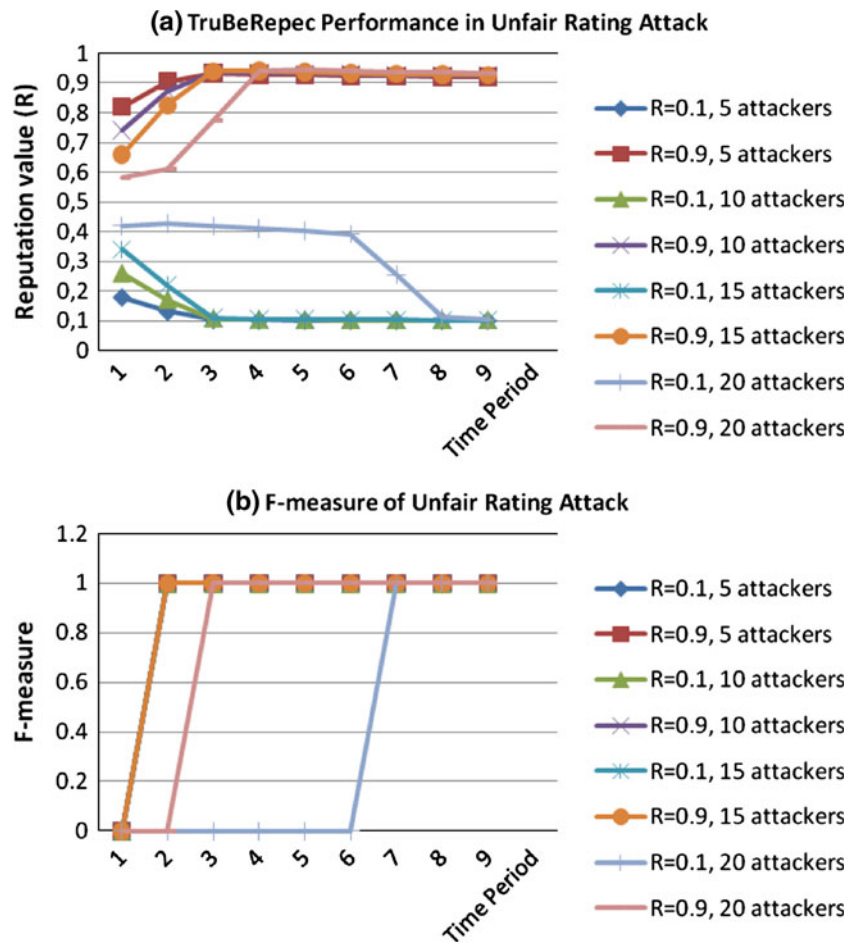 (a) TruBeRepec Performance in Unfair Rating Attack
Reputation value (R)
1
0,9
0,8
0,7
0,6
0,5
0,4
0,3
0,2
0,1
0
1 2 3 4 5 6 7 8 9
Time Period
R=0.1, 5 attackers
R=0.9, 5 attackers
R=0.1, 10 attackers
R=0.9, 10 attackers
R=0.1, 15 attackers
R=0.9, 15 attackers
R=0.1, 20 attackers
R=0.9, 20 attackers
(b) F-measure of Unfair Rating Attack
F-measure
1.2
1
0.8
0.6
0.4
0.2
0
1 2 3 4 5 6 7 8 9
Time Period
R=0.1, 5 attackers
R=0.9, 5 attackers
R=0.1, 10 attackers
R=0.9, 10 attackers
R=0.1, 15 attackers
R=0.9, 15 attackers
R=0.1, 20 attackers
R=0.9, 20 attackers